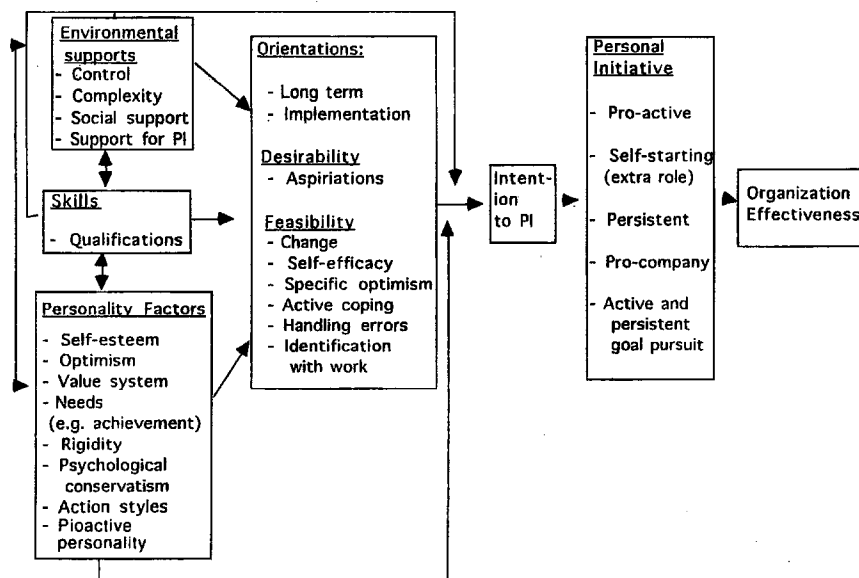 Environmental
supports
- Control
- Complexity
- Social support
- Support for PI
Skills
- Qualifications
Personality Factors
- Self-esteem
- Optimism
- Value system
- Needs
(e.g. achievement)
- Rigidity
- Psychological
conservatism
- Action styles
- Pioactive
personality
Orientations:
- Long term
- Implementation
Desirability
- Aspiriations
Feasibility
- Change
- Self-efficacy
- Specific optimism
- Active coping
- Handling errors
- Identification
with work
Intent-
ion
to PI
Personal
Initiative
- Pro-active
- Self-starting
(extra role)
- Persistent
- Pro-company
- Active and
persistent
goal pursuit
Organization
Effectiveness